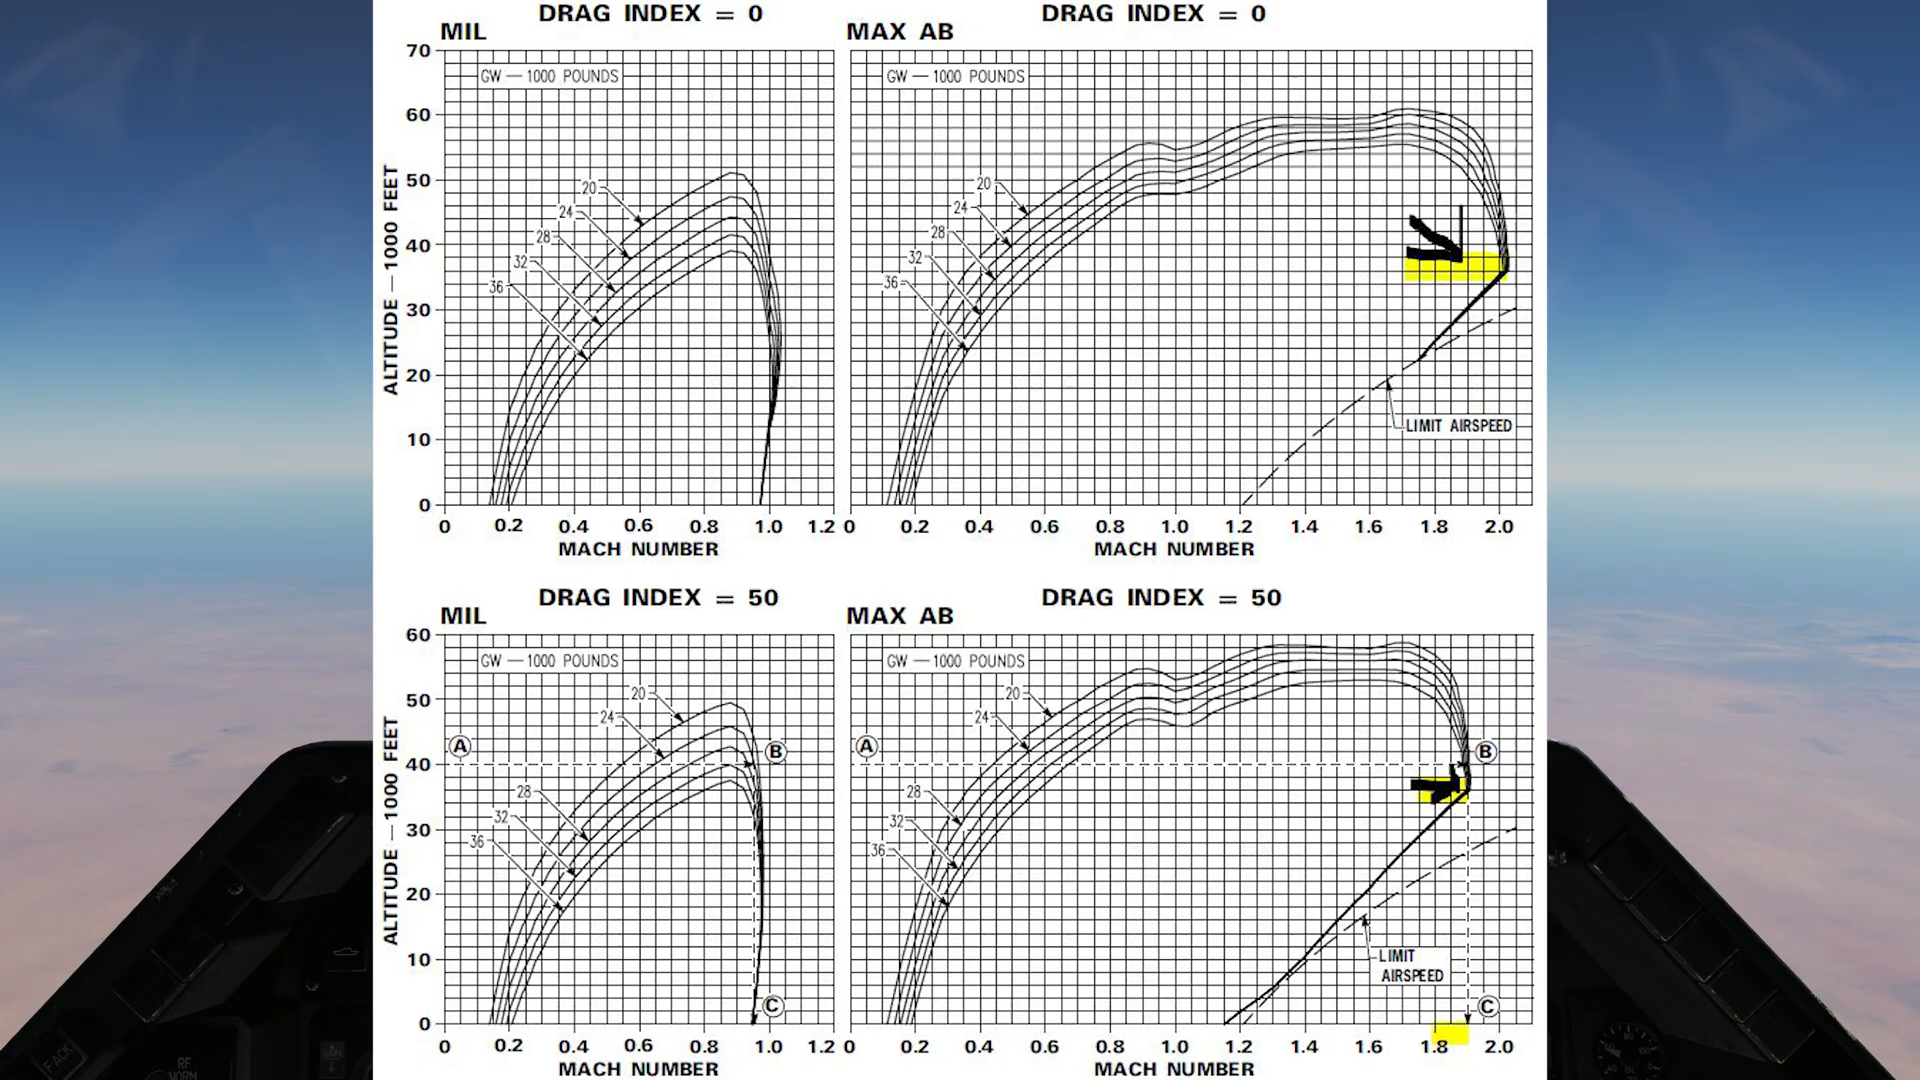 DRAG INDEX = 0
DRAG INDEX = 0
MIL
MAX AB
GW — 1000 POUNDS
GW — 1000 POUNDS
70
60
50
40
30
20
10
0
ALTITUDE — 1000 FEET
20
24
28
32
36
20
24
28
32
36
LIMIT AIRSPEED
0 0.2 0.4 0.6 0.8 1.0 1.2
0 0.2 0.4 0.6 0.8 1.0 1.2 1.4 1.6 1.8 2.0
MACH NUMBER
MACH NUMBER
DRAG INDEX = 50
DRAG INDEX = 50
MIL
MAX AB
GW — 1000 POUNDS
GW — 1000 POUNDS
60
50
40
30
20
10
0
ALTITUDE — 1000 FEET
20
24
28
32
36
A
B
C
20
24
28
32
36
A
B
C
LIMIT
AIRSPEED
0 0.2 0.4 0.6 0.8 1.0 1.2
0 0.2 0.4 0.6 0.8 1.0 1.2 1.4 1.6 1.8 2.0
MACH NUMBER
MACH NUMBER
F ACK
RF
NORM